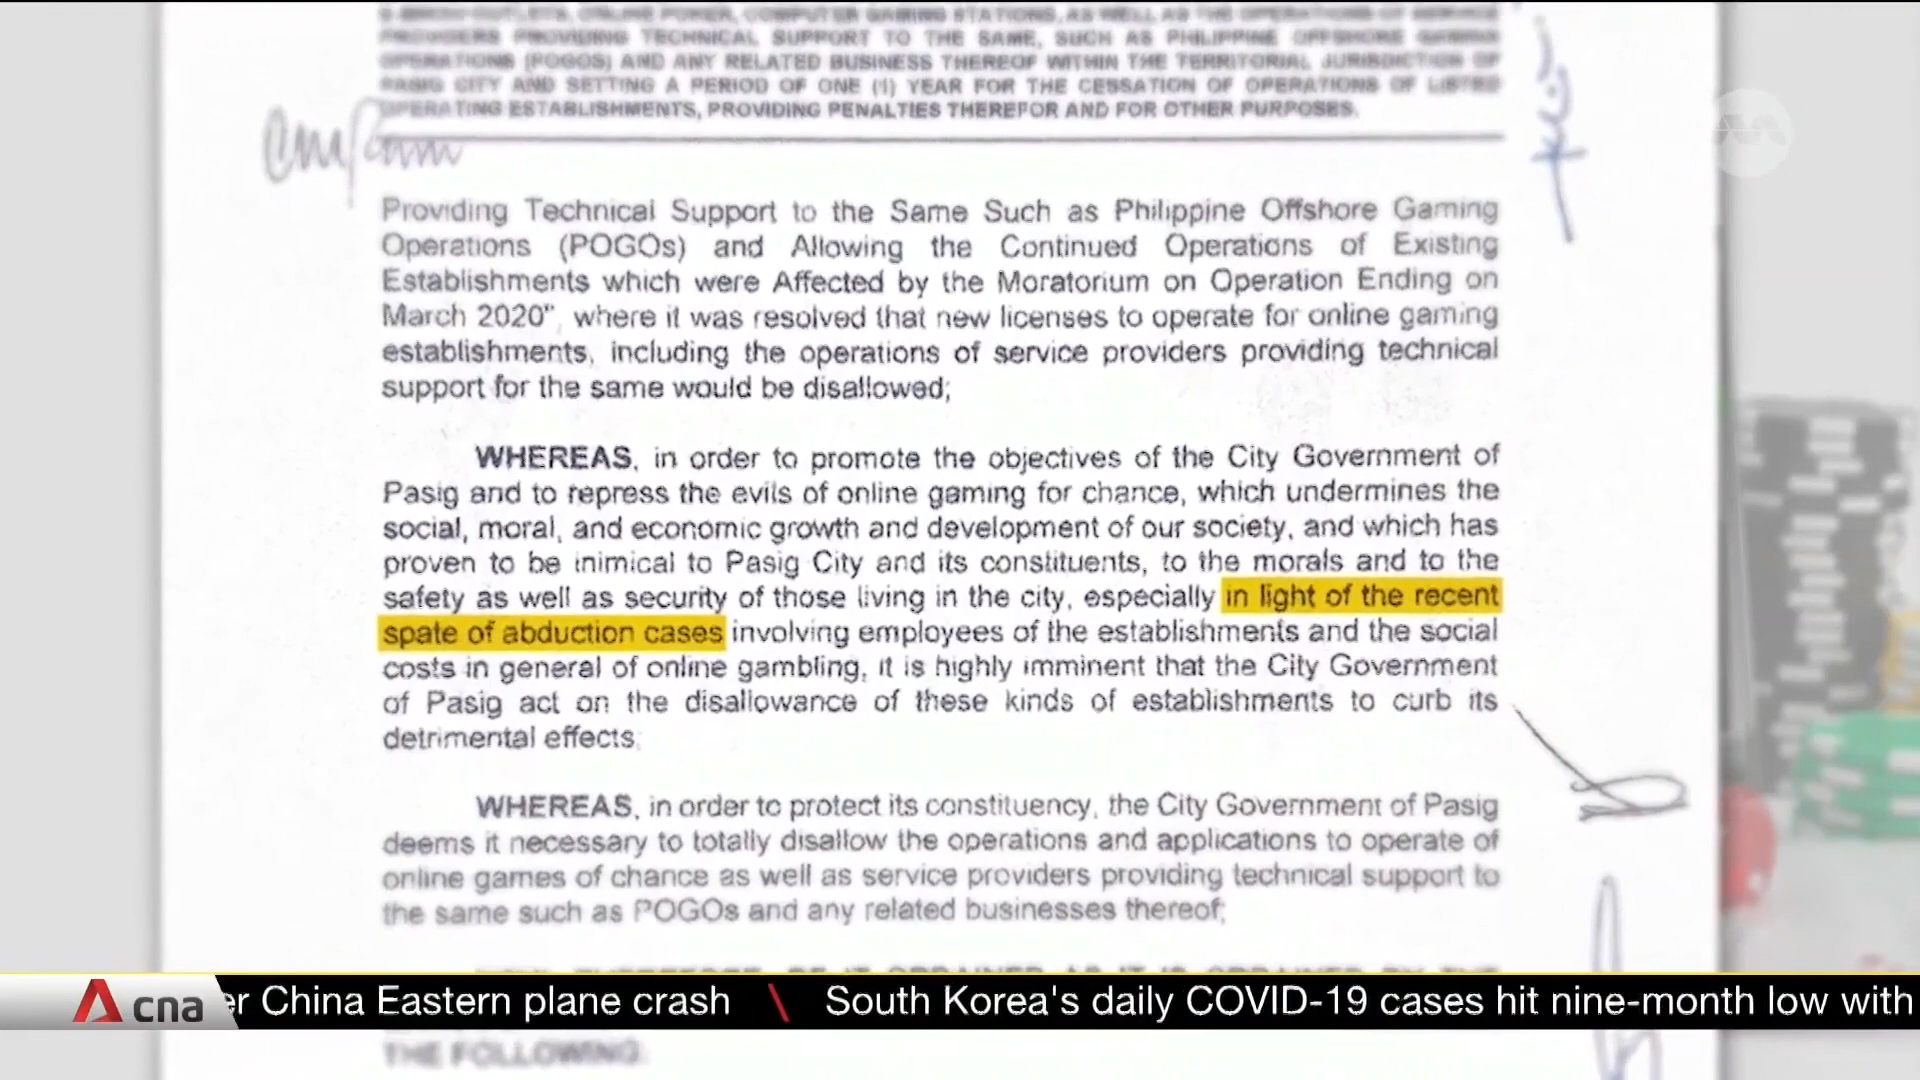 PROVIDERS PROVIDING TECHNICAL SUPPORT TO THE SAME, SUCH AS PHILIPPINE OFFSHORE GAMING
OPERATIONS (POGOS) AND ANY RELATED BUSINESS THEREOF WITHIN THE TERRITORIAL JURISDICTION OF
PASIG CITY AND SETTING A PERIOD OF ONE (1) YEAR FOR THE CESSATION OF OPERATIONS OF LISTED
OPERATING ESTABLISHMENTS, PROVIDING PENALTIES THEREFOR AND FOR OTHER PURPOSES.
Providing Technical Support to the Same Such as Philippine Offshore Gaming
Operations (POGOs) and Allowing the Continued Operations of Existing
Establishments which were Affected by the Moratorium on Operation Ending on
March 2020", where it was resolved that new licenses to operate for online gaming
establishments, including the operations of service providers providing technical
support for the same would be disallowed;
WHEREAS, in order to promote the objectives of the City Government of
Pasig and to repress the evils of online gaming for chance, which undermines the
social, moral, and economic growth and development of our society, and which has
proven to be inimical to Pasig City and its constituents, to the morals and to the
safety as well as security of those living in the city, especially in light of the recent
spate of abduction cases involving employees of the establishments and the social
costs in general of online gambling, it is highly imminent that the City Government
of Pasig act on the disallowance of these kinds of establishments to curb its
detrimental effects;
WHEREAS, in order to protect its constituency, the City Government of Pasig
deems it necessary to totally disallow the operations and applications to operate of
online games of chance as well as service providers providing technical support to
the same such as POGOs and any related businesses thereof;
THE FOLLOWING:
cna er China Eastern plane crash \ South Korea's daily COVID-19 cases hit nine-month low with